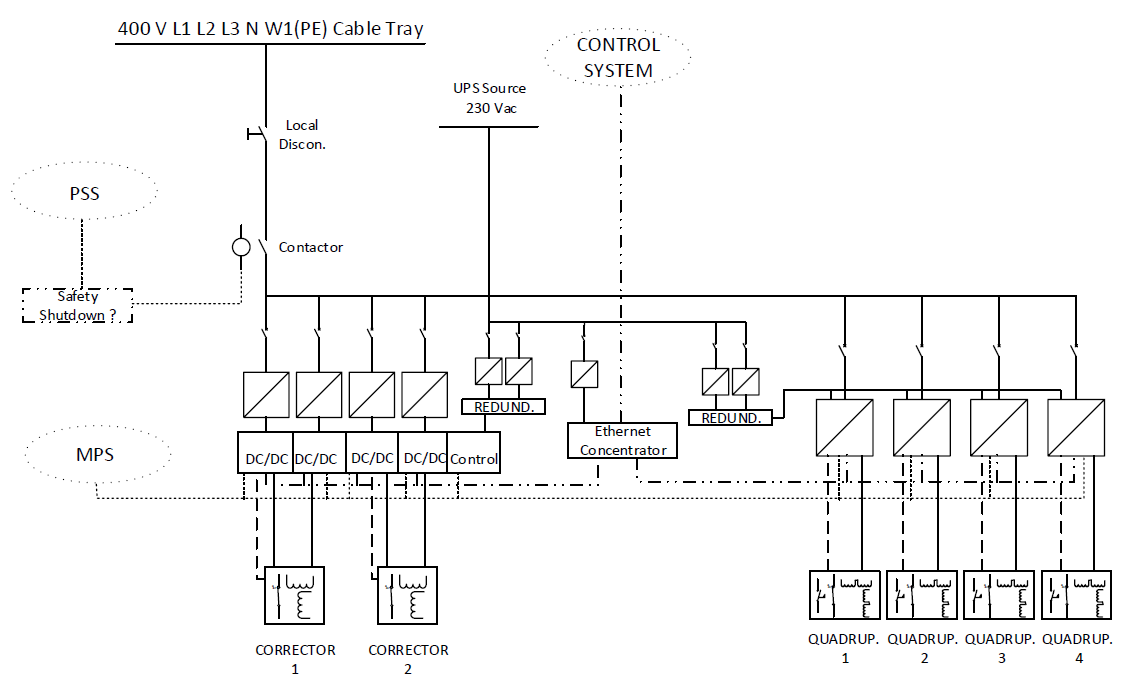 400 V L1 L2 L3 N W1(PE) Cable Tray
CONTROL
SYSTEM
UPS Source
230 Vac
Local
Discon.
PSS
Contactor
Safety
Shutdown ?
REDUND.
REDUND.
Ethernet
Concentrator
MPS
DC/DC
DC/DC
DC/DC
DC/DC
Control
CORRECTOR
1
CORRECTOR
2
QUADRUP.
1
QUADRUP.
2
QUADRUP.
3
QUADRUP.
4